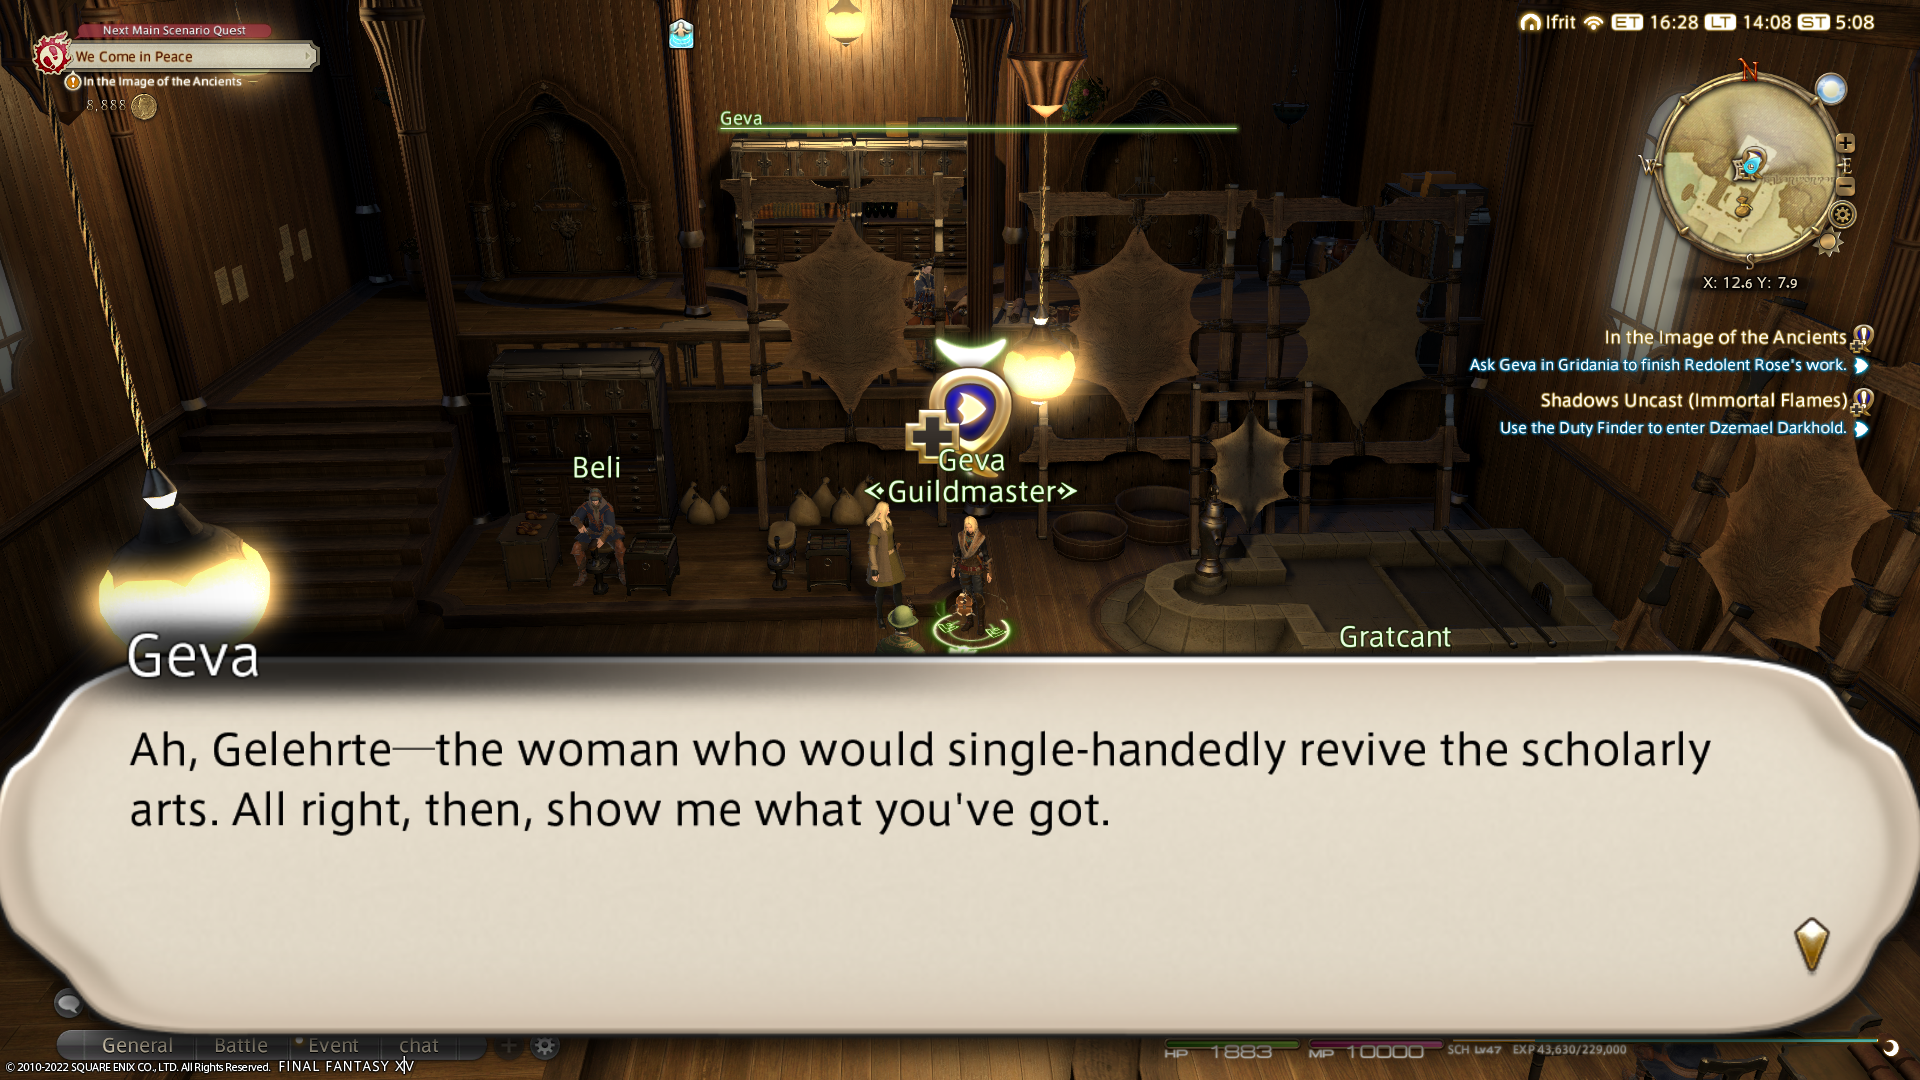 Next Main Scenario Quest
We Come in Peace
In the Image of the Ancients
8,888
Ifrit ET 16:28 LT 14:08 ST 5:08
N
W
E
S
X: 12.6 Y: 7.9
In the Image of the Ancients
Ask Geva in Gridania to finish Redolent Rose's work.
Shadows Uncast (Immortal Flames)
Use the Duty Finder to enter Dzemael Darkhold.
Geva
Beli
Geva
<Guildmaster>
Gratcant
Geva
Ah, Gelehrte—the woman who would single-handedly revive the scholarly
arts. All right, then, show me what you've got.
General Battle Event chat
HP 1883 MP 10000 SCH Lv47 EXP 43,630/229,000
© 2010-2022 SQUARE ENIX CO., LTD. All Rights Reserved. FINAL FANTASY XIV